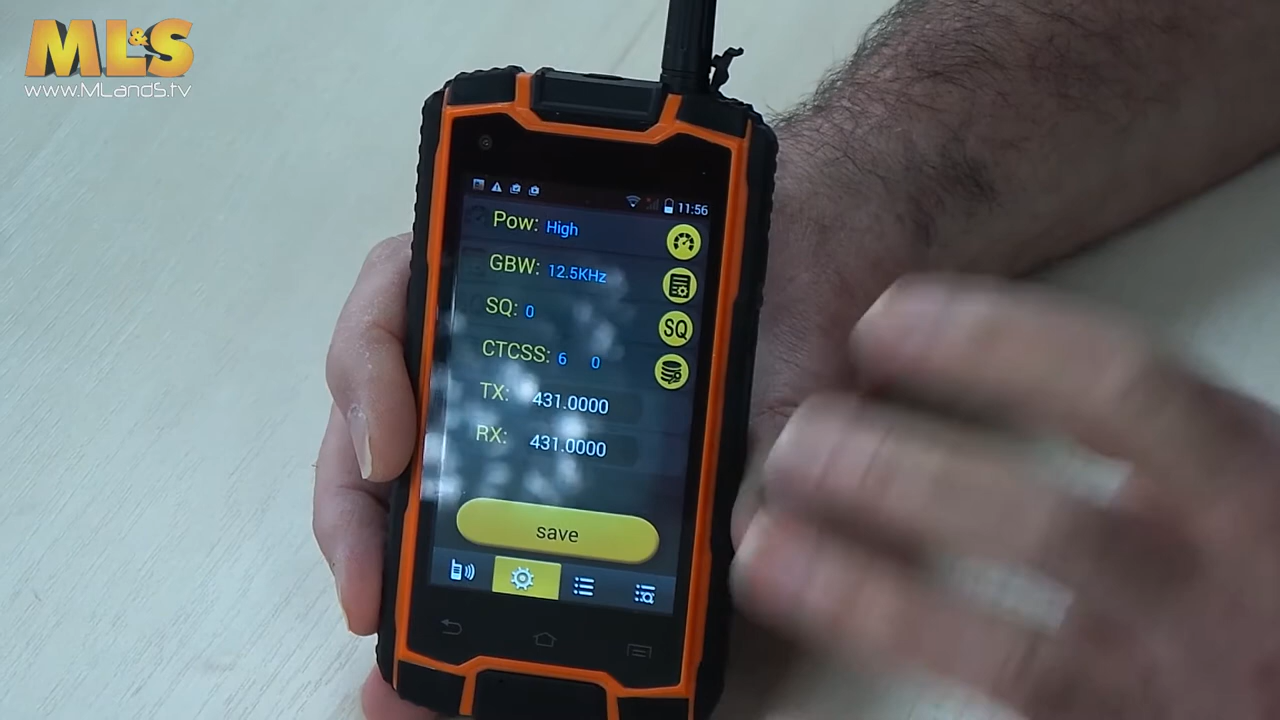 ML&S
www.MLandS.tv
11:56
Pow: High
GBW: 12.5KHz
SQ: 0
SQ
CTCSS: 6 0
TX: 431.0000
RX: 431.0000
save